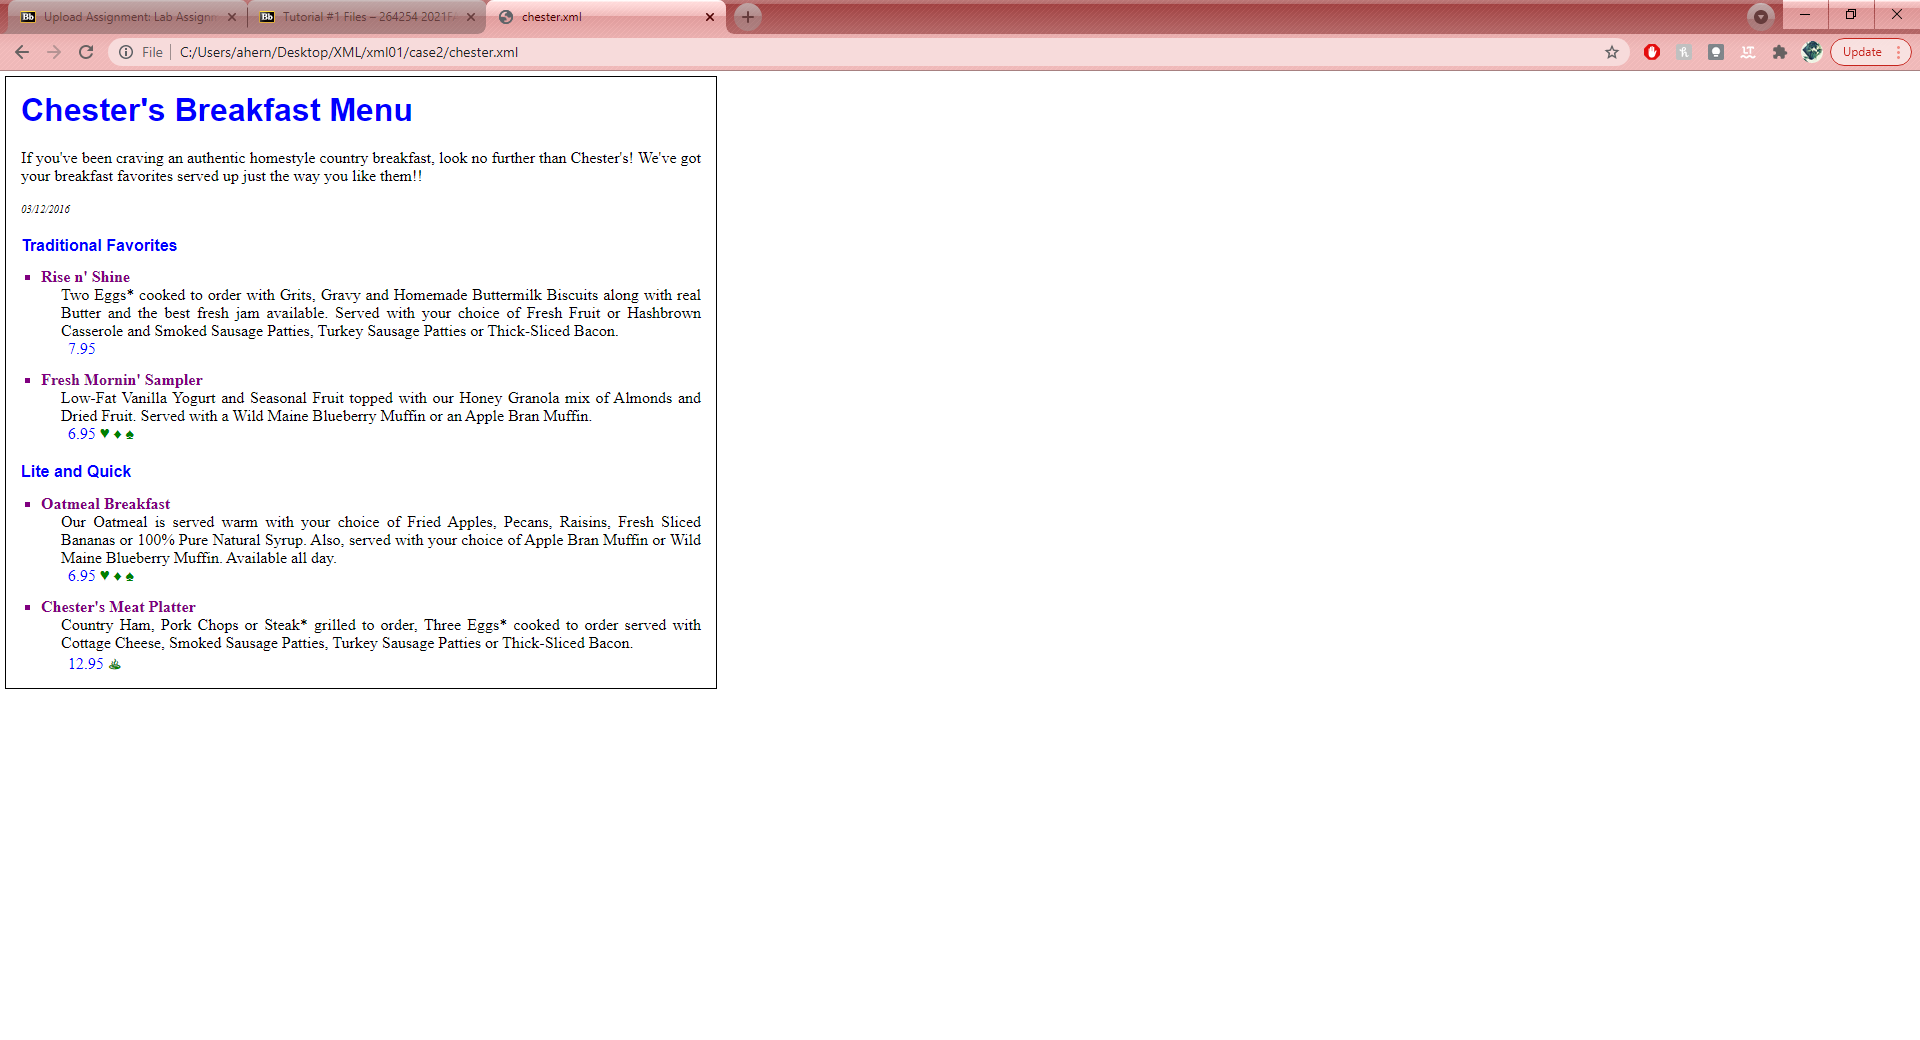 Bb Upload Assignment: Lab Assign
Bb Tutorial #1 Files – 264254 2021F
chester.xml
File C:/Users/ahern/Desktop/XML/xml01/case2/chester.xml
Update
Chester's Breakfast Menu
If you've been craving an authentic homestyle country breakfast, look no further than Chester's! We've got
your breakfast favorites served up just the way you like them!!
03/12/2016
Traditional Favorites
▪ Rise n' Shine
Two Eggs* cooked to order with Grits, Gravy and Homemade Buttermilk Biscuits along with real
Butter and the best fresh jam available. Served with your choice of Fresh Fruit or Hashbrown
Casserole and Smoked Sausage Patties, Turkey Sausage Patties or Thick-Sliced Bacon.
7.95
▪ Fresh Mornin' Sampler
Low-Fat Vanilla Yogurt and Seasonal Fruit topped with our Honey Granola mix of Almonds and
Dried Fruit. Served with a Wild Maine Blueberry Muffin or an Apple Bran Muffin.
6.95 ♥ ♦ ♠
Lite and Quick
▪ Oatmeal Breakfast
Our Oatmeal is served warm with your choice of Fried Apples, Pecans, Raisins, Fresh Sliced
Bananas or 100% Pure Natural Syrup. Also, served with your choice of Apple Bran Muffin or Wild
Maine Blueberry Muffin. Available all day.
6.95 ♥ ♦ ♠
▪ Chester's Meat Platter
Country Ham, Pork Chops or Steak* grilled to order, Three Eggs* cooked to order served with
Cottage Cheese, Smoked Sausage Patties, Turkey Sausage Patties or Thick-Sliced Bacon.
12.95